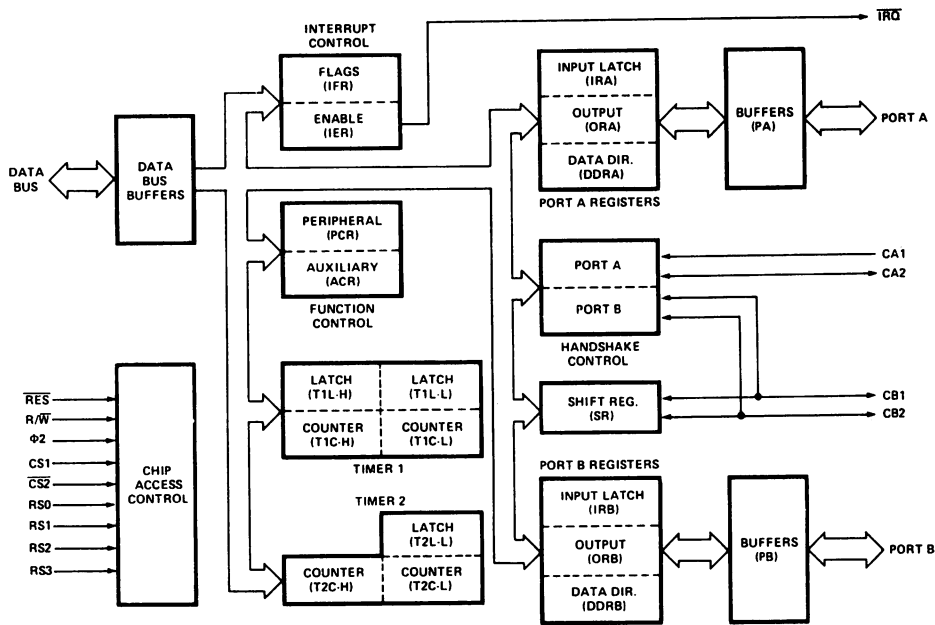 INTERRUPT
CONTROL
FLAGS
(IFR)
ENABLE
(IER)
I̅R̅Q̅
INPUT LATCH
(IRA)
OUTPUT
(ORA)
DATA DIR.
(DDRA)
PORT A REGISTERS
BUFFERS
(PA)
PORT A
DATA
BUS
DATA
BUS
BUFFERS
PERIPHERAL
(PCR)
AUXILIARY
(ACR)
FUNCTION
CONTROL
PORT A
PORT B
HANDSHAKE
CONTROL
CA1
CA2
LATCH
(T1L-H)
LATCH
(T1L-L)
COUNTER
(T1C-H)
COUNTER
(T1C-L)
TIMER 1
SHIFT REG.
(SR)
CB1
CB2
R̅E̅S̅
R/W̅
Φ2
CS1
C̅S̅2̅
RS0
RS1
RS2
RS3
CHIP
ACCESS
CONTROL
TIMER 2
LATCH
(T2L-L)
COUNTER
(T2C-H)
COUNTER
(T2C-L)
PORT B REGISTERS
INPUT LATCH
(IRB)
OUTPUT
(ORB)
DATA DIR.
(DDRB)
BUFFERS
(PB)
PORT B